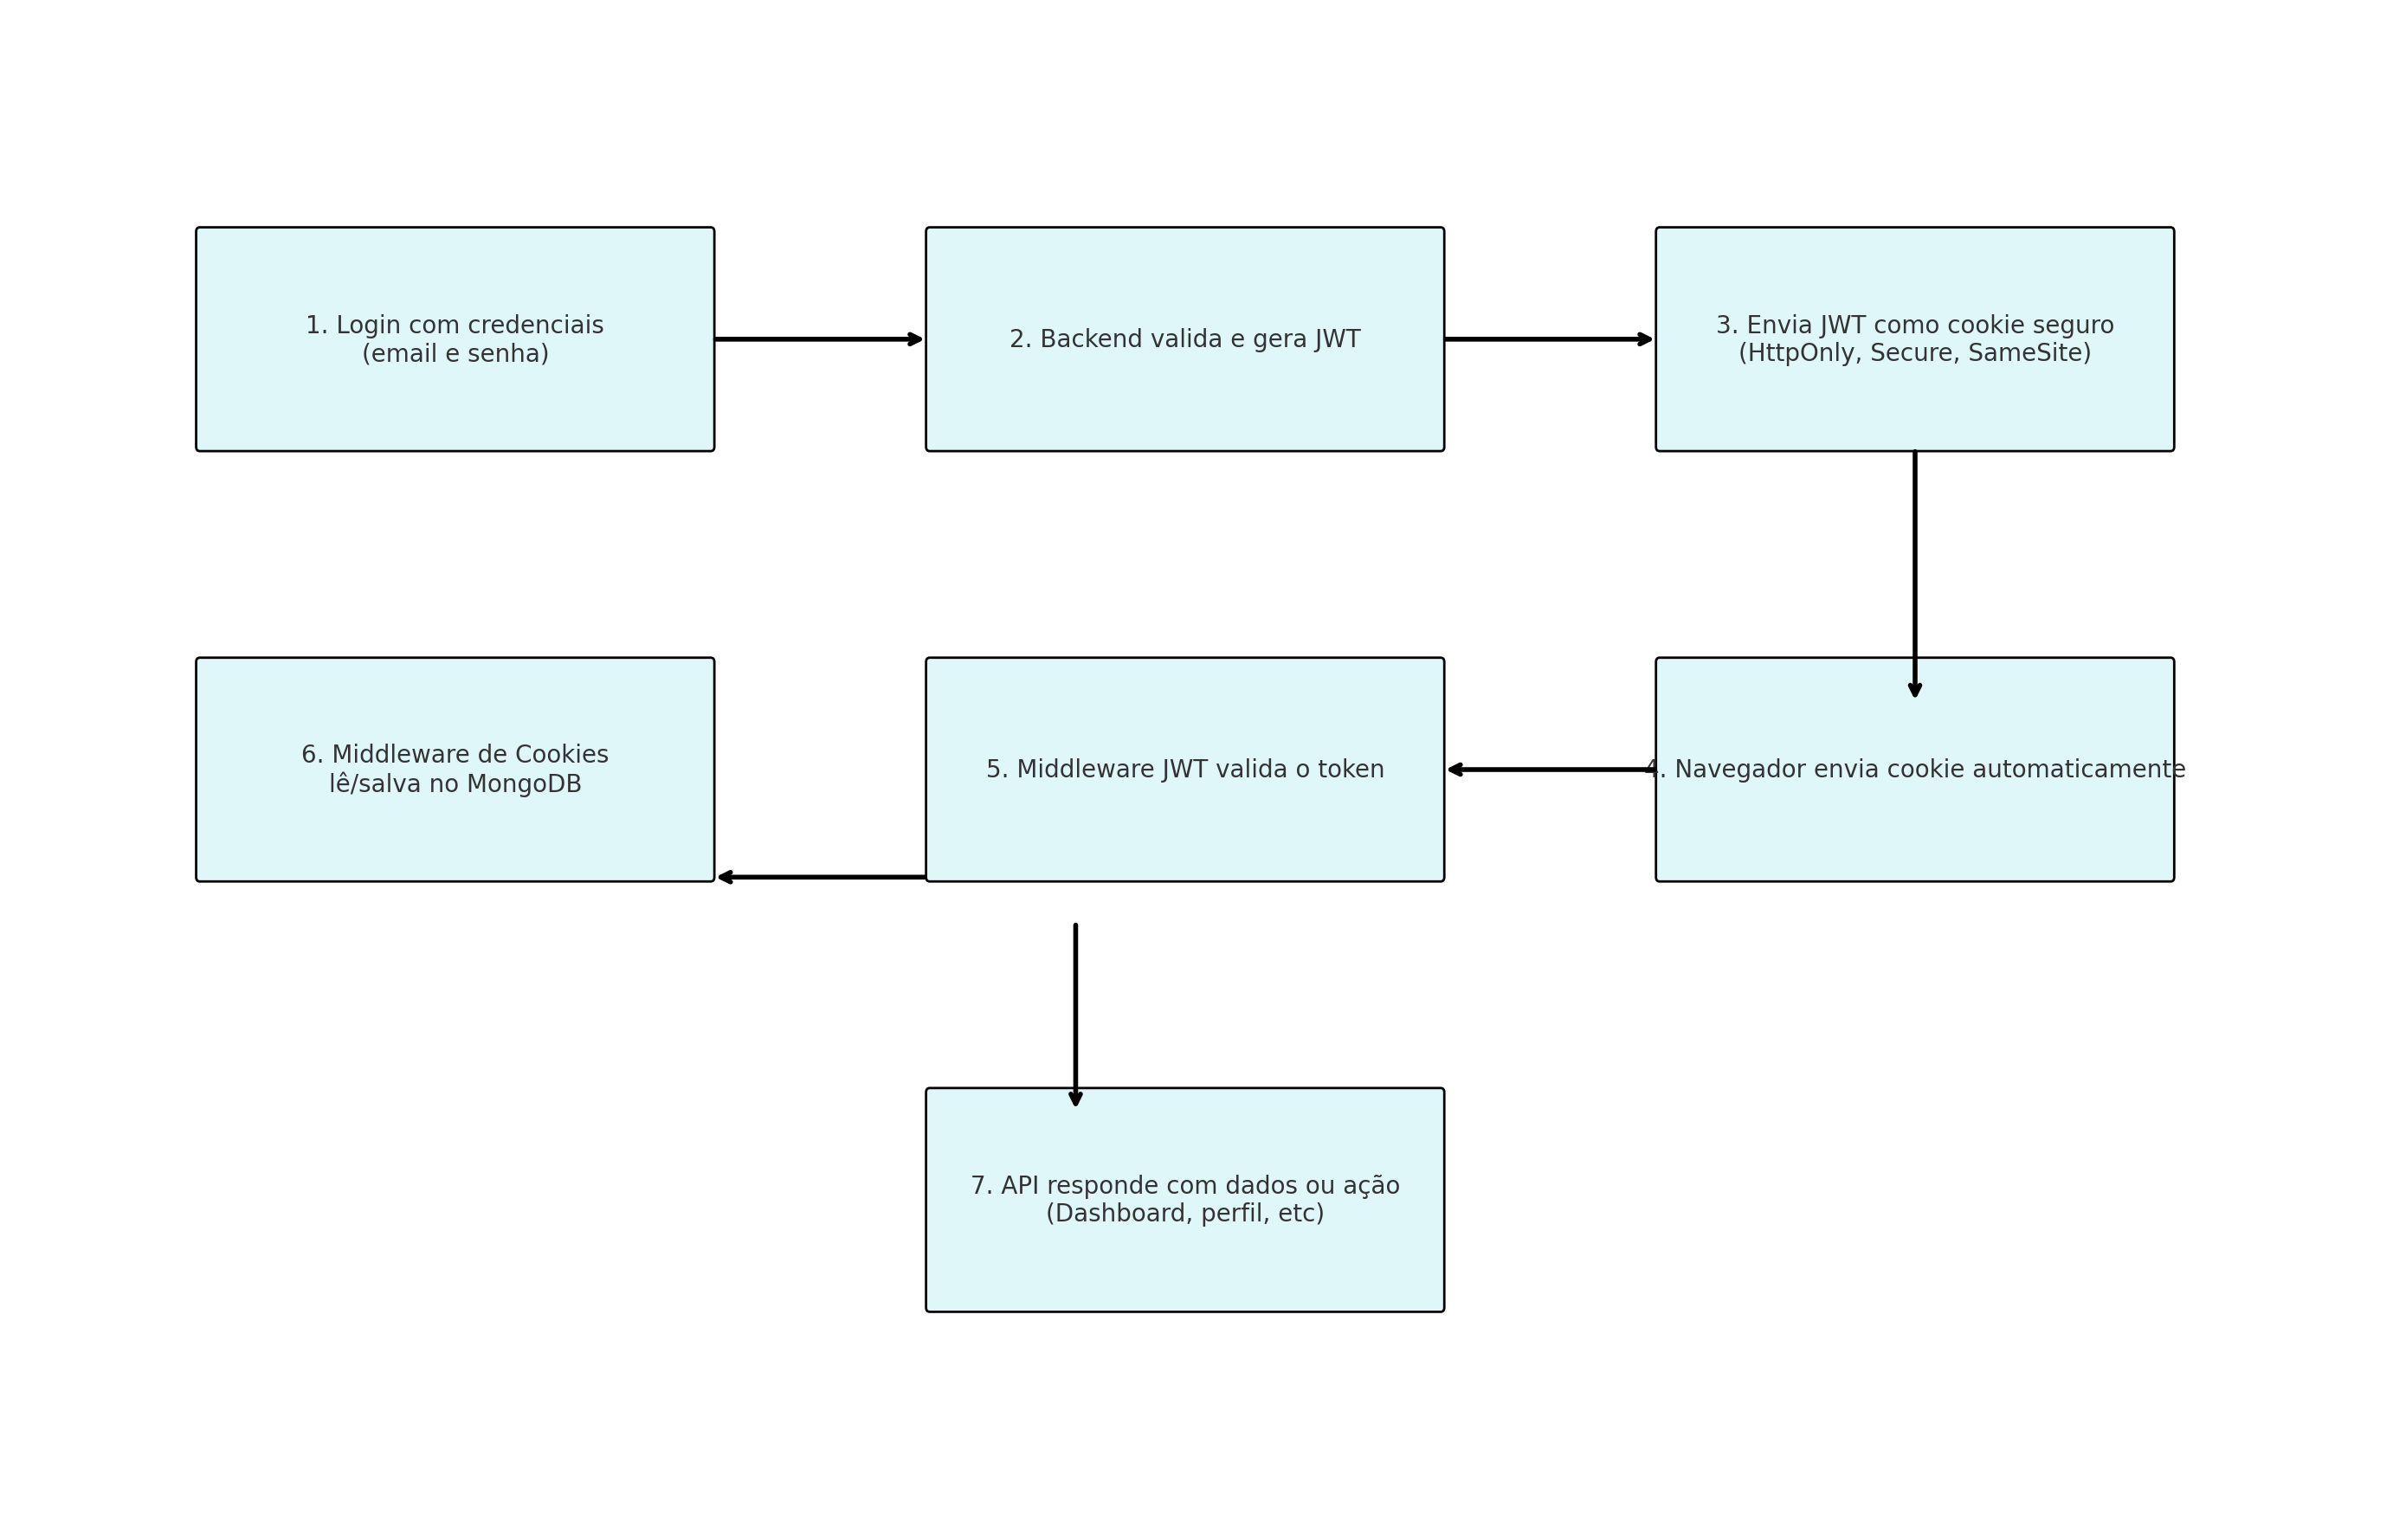 1. Login com credenciais
(email e senha)
2. Backend valida e gera JWT
3. Envia JWT como cookie seguro
(HttpOnly, Secure, SameSite)
4. Navegador envia cookie automaticamente
5. Middleware JWT valida o token
6. Middleware de Cookies
lê/salva no MongoDB
7. API responde com dados ou ação
(Dashboard, perfil, etc)